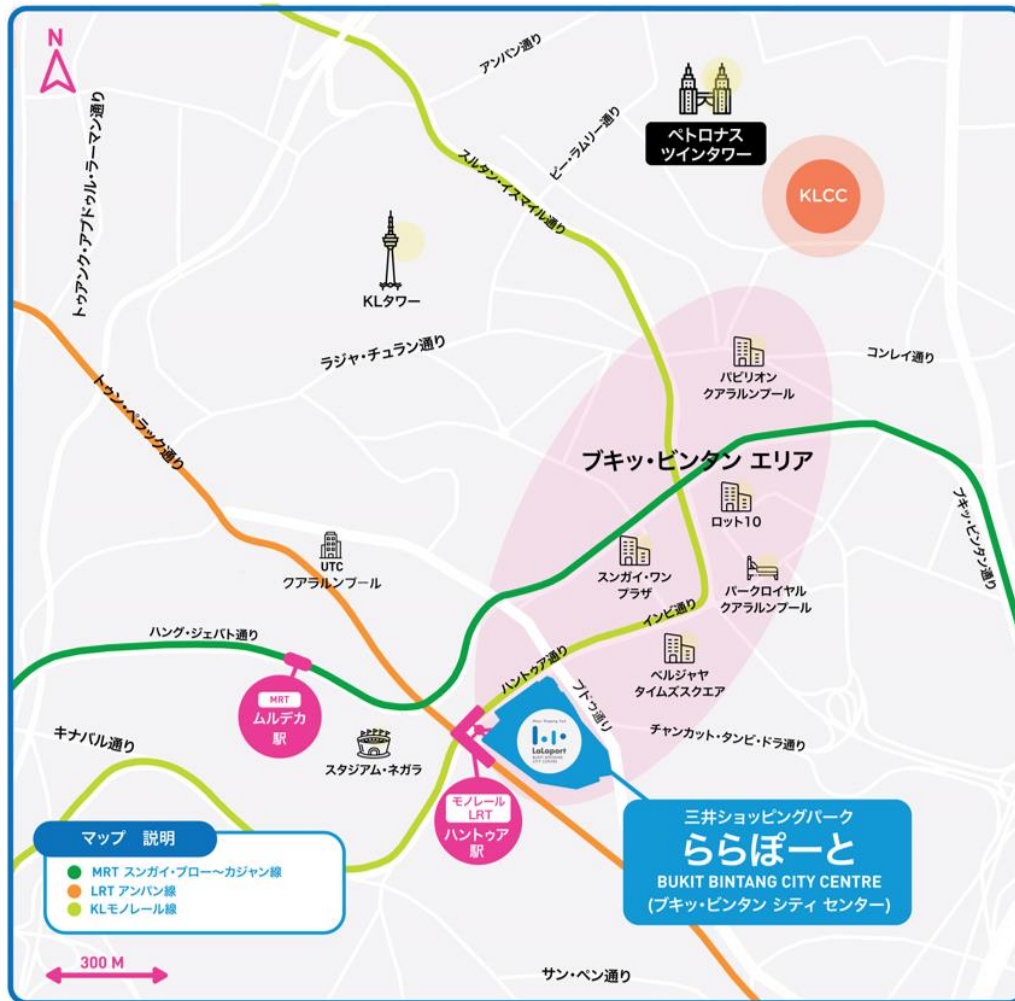 N
アンパン通り
トゥアンク・アブドゥル・ラーマン通り
ピー・ラムリー通り
ペトロナス
ツインタワー
スルタン・イスマイル通り
KLCC
KLタワー
ラジャ・チュラン通り
コンレイ通り
パビリオン
クアラルンプール
トゥン・ペラック通り
ブキッ・ビンタン エリア
ロット10
ブキッ・ビンタン通り
UTC
クアラルンプール
スンガイ・ワン
プラザ
パークロイヤル
クアラルンプール
インビ通り
ハング・ジェバト通り
ハントゥア通り
ベルジャヤ
タイムズスクエア
プドゥ通り
MRT
ムルデカ
駅
キナバル通り
スタジアム・ネガラ
LaLaport
BUKIT BINTANG
CITY CENTRE
チャンカット・タンビ・ドラ通り
モノレール
LRT
ハントゥア
駅
三井ショッピングパーク
ららぽーと
BUKIT BINTANG CITY CENTRE
(ブキッ・ビンタン シティ センター)
マップ 説明
MRT スンガイ・ブロー〜カジャン線
LRT アンパン線
KLモノレール線
300 M
サン・ペン通り